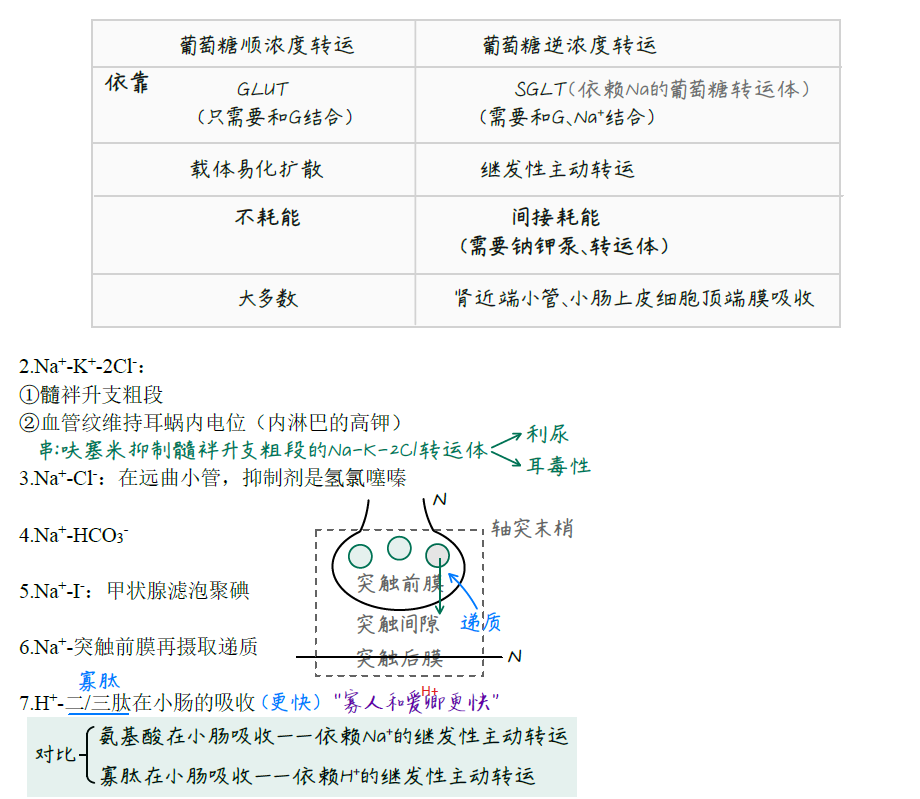 葡萄糖顺浓度转运 葡萄糖逆浓度转运
依靠 GLUT SGLT(依赖Na的葡萄糖转运体)
(只需要和G结合) (需要和G、Na⁺结合)
载体易化扩散 继发性主动转运
不耗能 间接耗能
(需要钠钾泵、转运体)
大多数 肾近端小管、小肠上皮细胞顶端膜吸收
2.Na⁺-K⁺-2Cl⁻：
①髓袢升支粗段
②血管纹维持耳蜗内电位（内淋巴的高钾）
串:呋塞米抑制髓袢升支粗段的Na-K-2Cl转运体
利尿
耳毒性
3.Na⁺-Cl⁻：在远曲小管，抑制剂是氢氯噻嗪
N
轴突末梢
4.Na⁺-HCO₃⁻
突触前膜
5.Na⁺-I⁻：甲状腺滤泡聚碘
突触间隙 递质
6.Na⁺-突触前膜再摄取递质
突触后膜 N
寡肽
H+
7.H⁺-二/三肽在小肠的吸收(更快) "寡人和爱卿更快"
对比
氨基酸在小肠吸收——依赖Na⁺的继发性主动转运
寡肽在小肠吸收——依赖H⁺的继发性主动转运